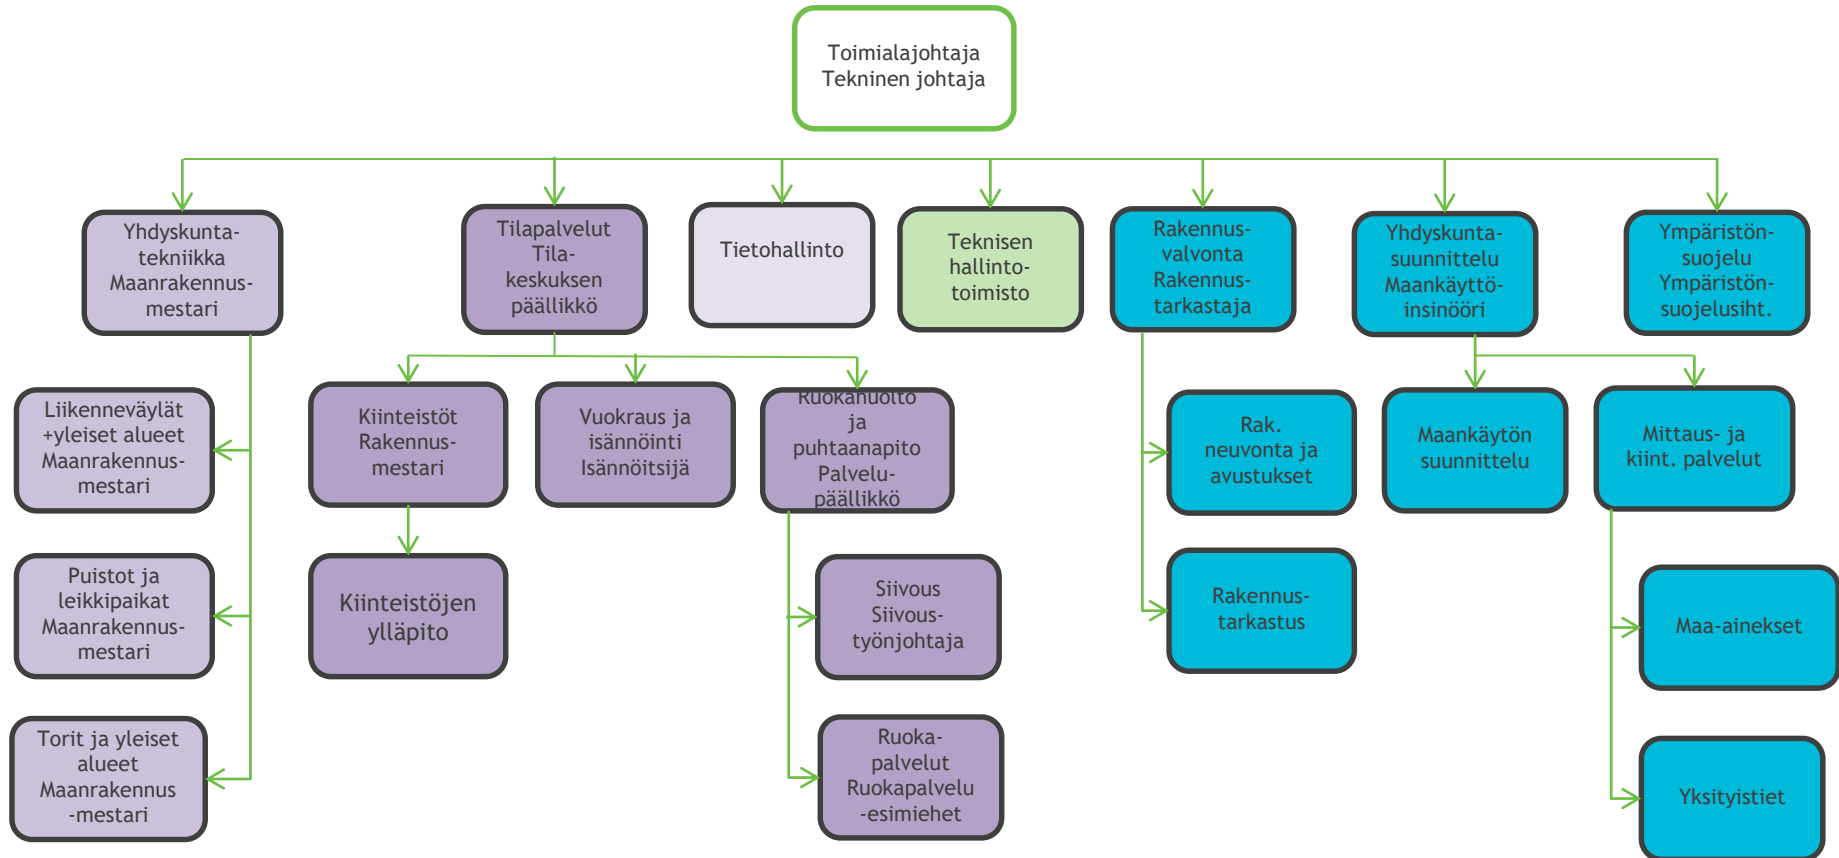 Toimialajohtaja
Tekninen johtaja
Yhdyskunta-
tekniikka
Maanrakennus-
mestari
Tilapalvelut
Tila-
keskuksen
päällikkö
Tietohallinto
Teknisen
hallinto-
toimisto
Rakennus-
valvonta
Rakennus-
tarkastaja
Yhdyskunta-
suunnittelu
Maankäyttö-
insinööri
Ympäristön-
suojelu
Ympäristön-
suojelusiht.
Liikenneväylät
+yleiset alueet
Maanrakennus-
mestari
Kiinteistöt
Rakennus-
mestari
Vuokraus ja
isännöinti
Isännöitsijä
Ruokahuolto
ja
puhtaanapito
Palvelu-
päällikkö
Rak.
neuvonta ja
avustukset
Maankäytön
suunnittelu
Mittaus- ja
kiint. palvelut
Puistot ja
leikkipaikat
Maanrakennus-
mestari
Kiinteistöjen
ylläpito
Siivous
Siivous-
työnjohtaja
Rakennus-
tarkastus
Maa-ainekset
Torit ja yleiset
alueet
Maanrakennus
-mestari
Ruoka-
palvelut
Ruokapalvelu
-esimiehet
Yksityistiet